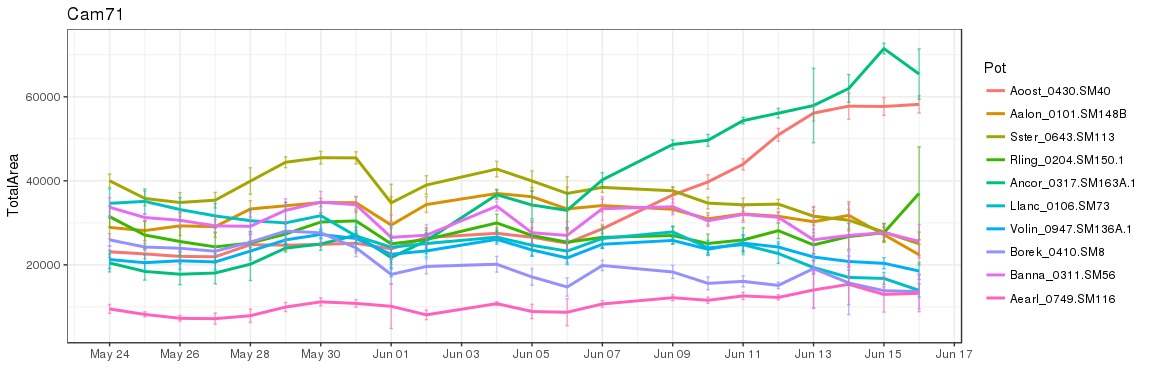 Cam71
TotalArea
60000
40000
20000
May 24 May 26 May 28 May 30 Jun 01 Jun 03 Jun 05 Jun 07 Jun 09 Jun 11 Jun 13 Jun 15 Jun 17
Pot
Aoost_0430.SM40
Aalon_0101.SM148B
Sster_0643.SM113
Rling_0204.SM150.1
Ancor_0317.SM163A.1
Llanc_0106.SM73
Volin_0947.SM136A.1
Borek_0410.SM8
Banna_0311.SM56
Aearl_0749.SM116